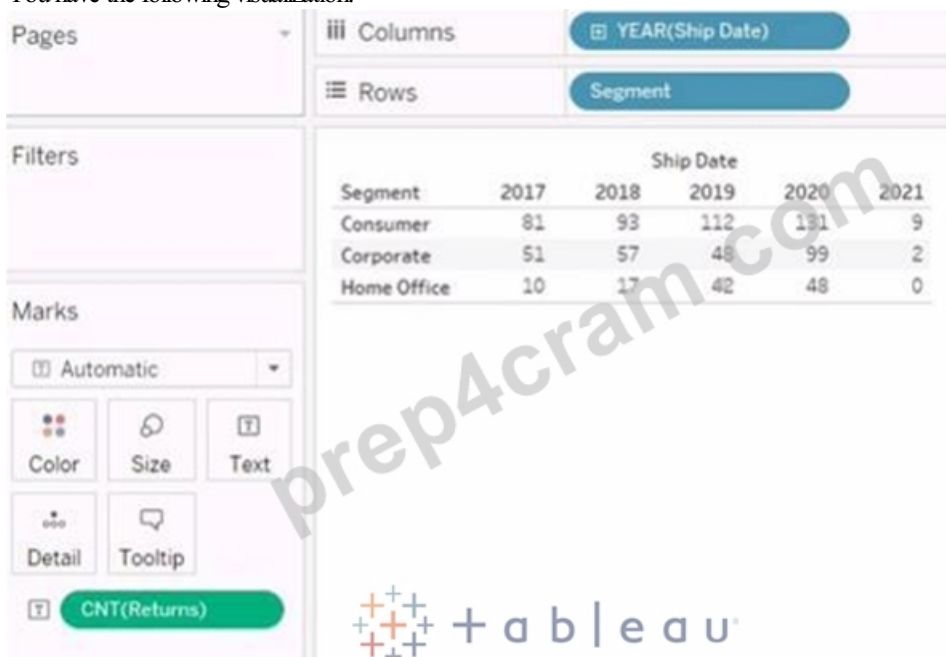 You have the following visualization:
Pages
Columns
YEAR(Ship Date)
Rows
Segment
Filters
Ship Date
Segment 2017 2018 2019 2020 2021
Consumer 81 93 112 131 9
Corporate 51 57 48 99 2
Home Office 10 17 42 48 0
Marks
Automatic
Color Size Text
Detail Tooltip
CNT(Returns)
prep4cram.com
+ableau